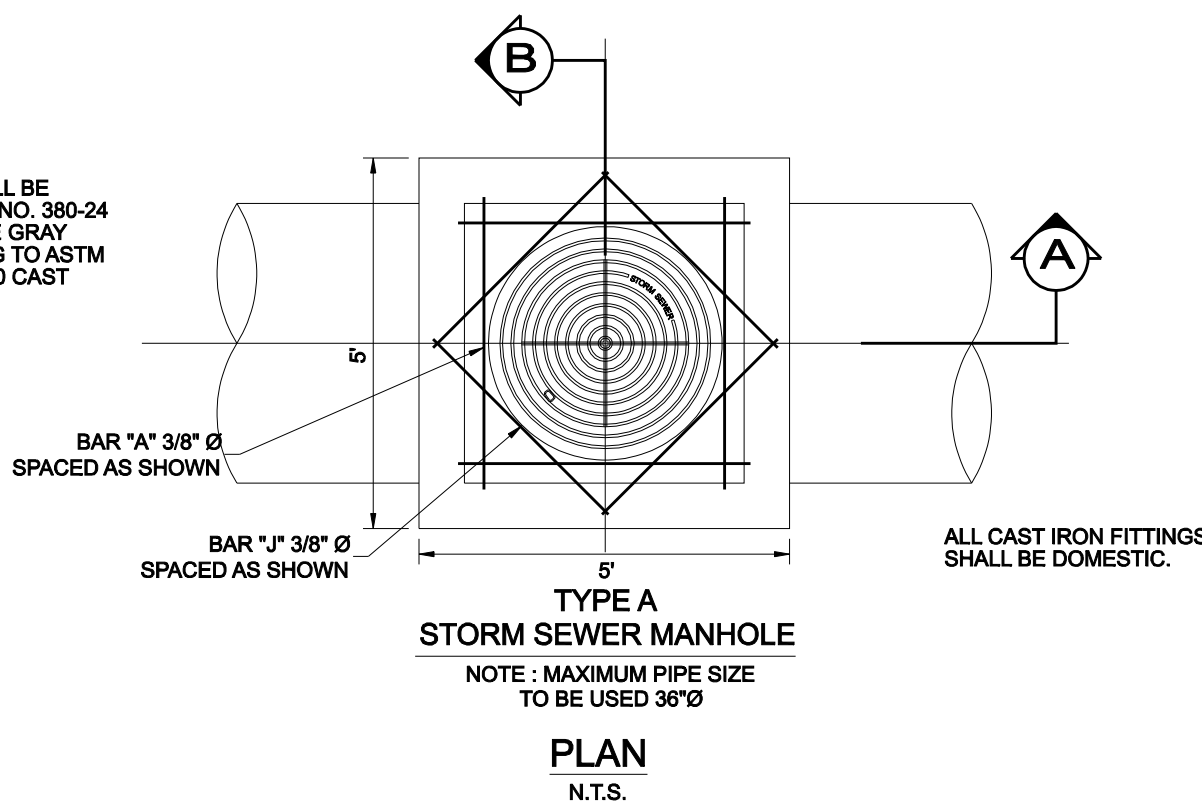 B
LL BE
NO. 380-24
E GRAY
G TO ASTM
0 CAST
STORM SEWER
A
5'
BAR "A" 3/8" Ø
SPACED AS SHOWN
BAR "J" 3/8" Ø
SPACED AS SHOWN
5'
ALL CAST IRON FITTINGS
SHALL BE DOMESTIC.
TYPE A
STORM SEWER MANHOLE
NOTE : MAXIMUM PIPE SIZE
TO BE USED 36"Ø
PLAN
N.T.S.